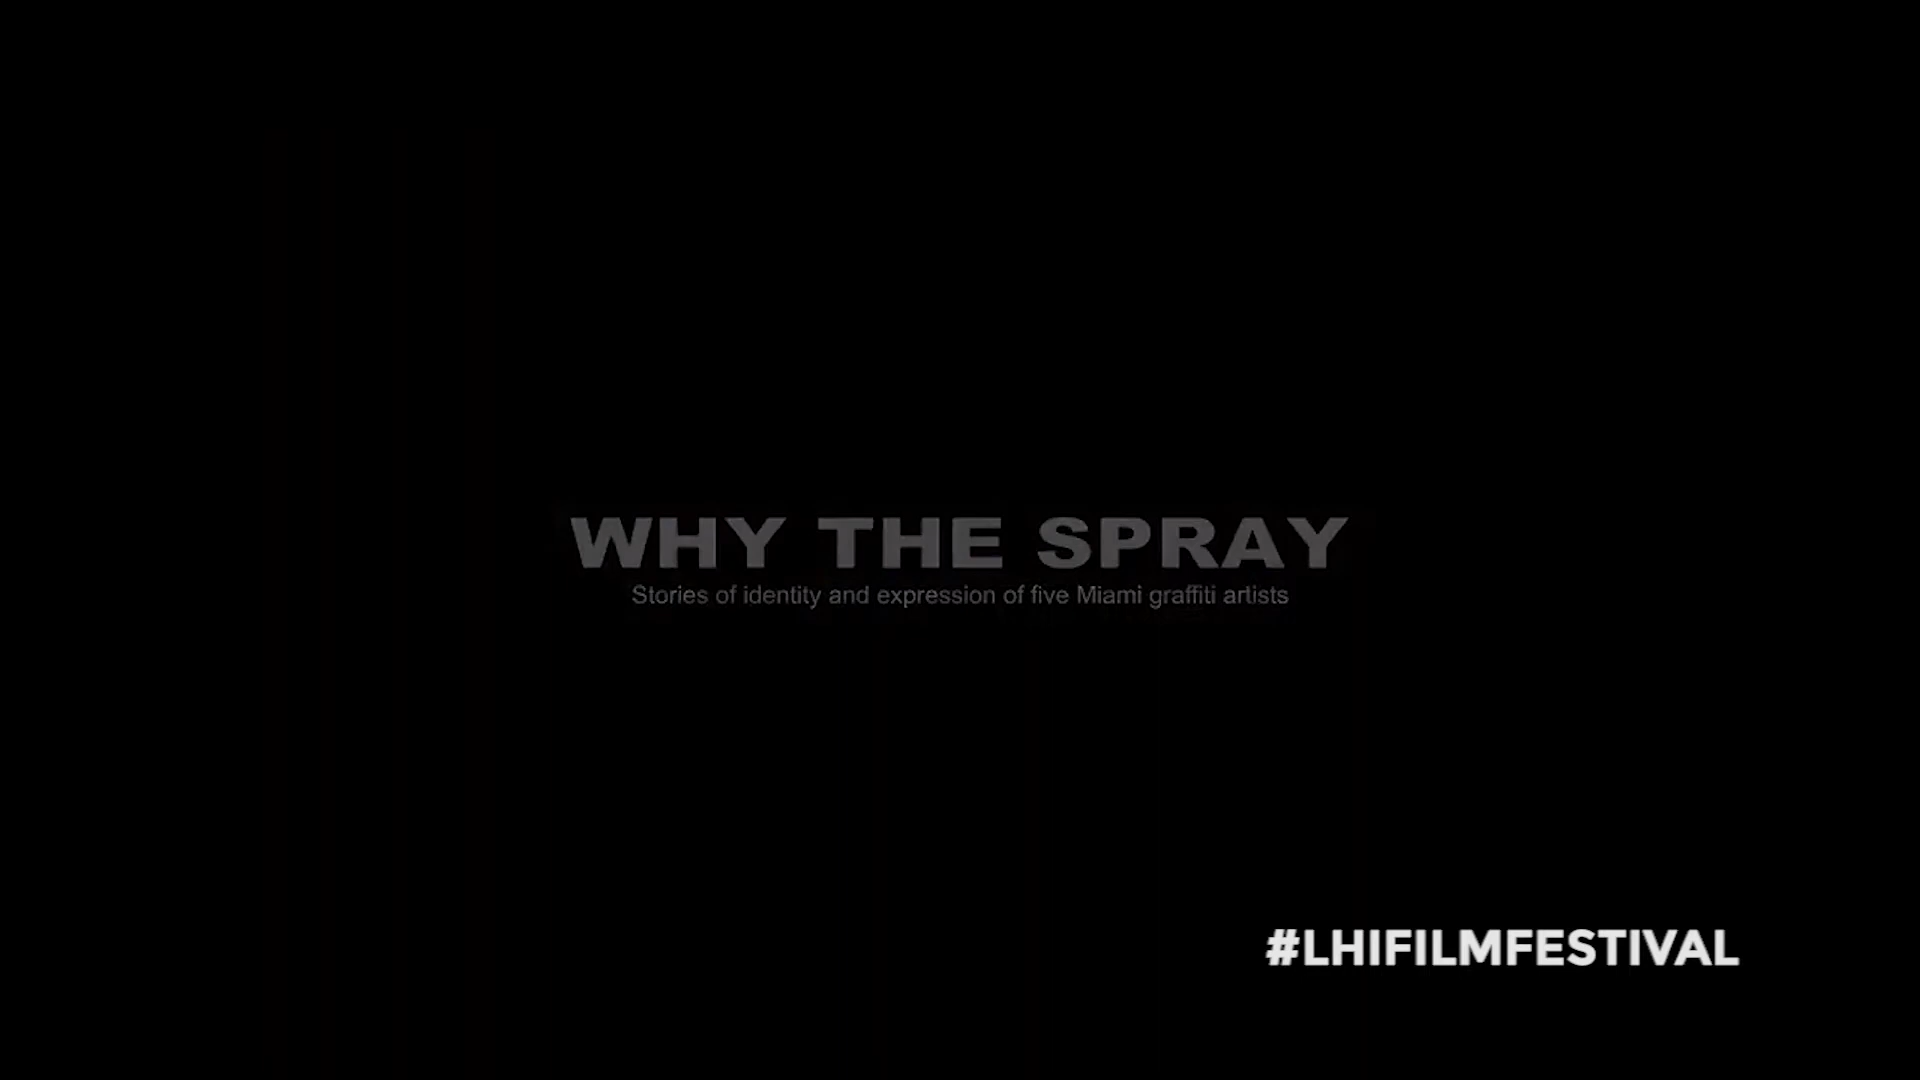 WHY THE SPRAY
Stories of identity and expression of five Miami graffiti artists
#LHIFILMFESTIVAL